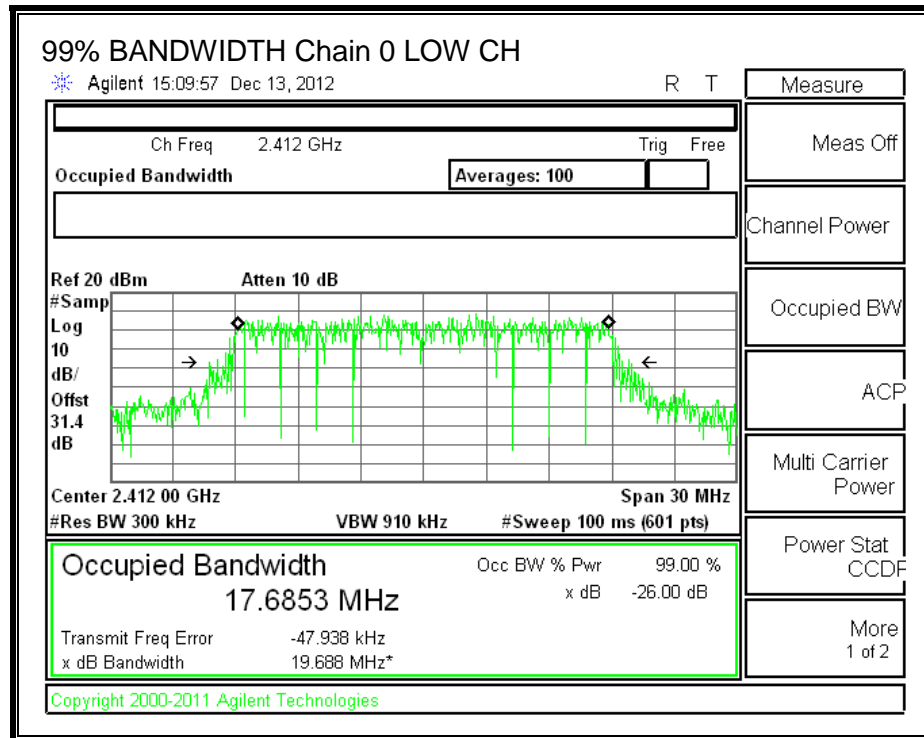 99% BANDWIDTH Chain 0 LOW CH
Agilent 15:09:57 Dec 13, 2012 R T
Measure
Ch Freq 2.412 GHz Trig Free
Meas Off
Occupied Bandwidth Averages: 100
Channel Power
Ref 20 dBm Atten 10 dB
#Samp
Log
10
dB/
Offst
31.4
dB
Occupied BW
ACP
Multi Carrier
Power
Center 2.412 00 GHz Span 30 MHz
#Res BW 300 kHz VBW 910 kHz #Sweep 100 ms (601 pts)
Power Stat
CCDF
Occupied Bandwidth Occ BW % Pwr 99.00 %
17.6853 MHz x dB -26.00 dB
Transmit Freq Error -47.938 kHz
x dB Bandwidth 19.688 MHz*
More
1 of 2
Copyright 2000-2011 Agilent Technologies